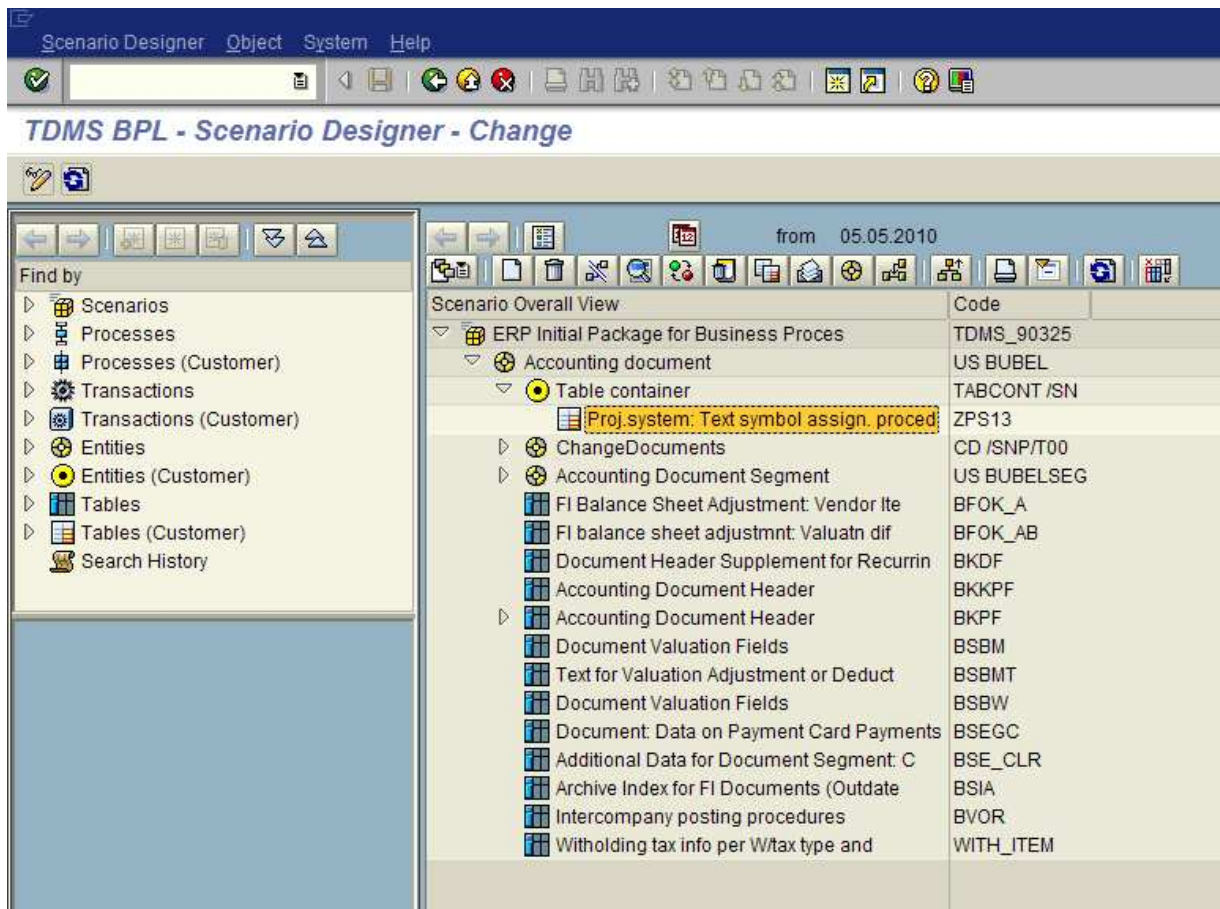 Scenario Designer Object System Help
TDMS BPL - Scenario Designer - Change
Find by
Scenarios
Processes
Processes (Customer)
Transactions
Transactions (Customer)
Entities
Entities (Customer)
Tables
Tables (Customer)
Search History
from 05.05.2010
Scenario Overall View Code
ERP Initial Package for Business Proces TDMS_90325
Accounting document US BUBEL
Table container TABCONT /SN
Proj.system: Text symbol assign. proced ZPS13
ChangeDocuments CD /SNP/T00
Accounting Document Segment US BUBELSEG
FI Balance Sheet Adjustment: Vendor Ite BFOK_A
FI balance sheet adjustmnt: Valuatn dif BFOK_AB
Document Header Supplement for Recurrin BKDF
Accounting Document Header BKKPF
Accounting Document Header BKPF
Document Valuation Fields BSBM
Text for Valuation Adjustment or Deduct BSBMT
Document Valuation Fields BSBW
Document: Data on Payment Card Payments BSEGC
Additional Data for Document Segment: C BSE_CLR
Archive Index for FI Documents (Outdate BSIA
Intercompany posting procedures BVOR
Witholding tax info per W/tax type and WITH_ITEM